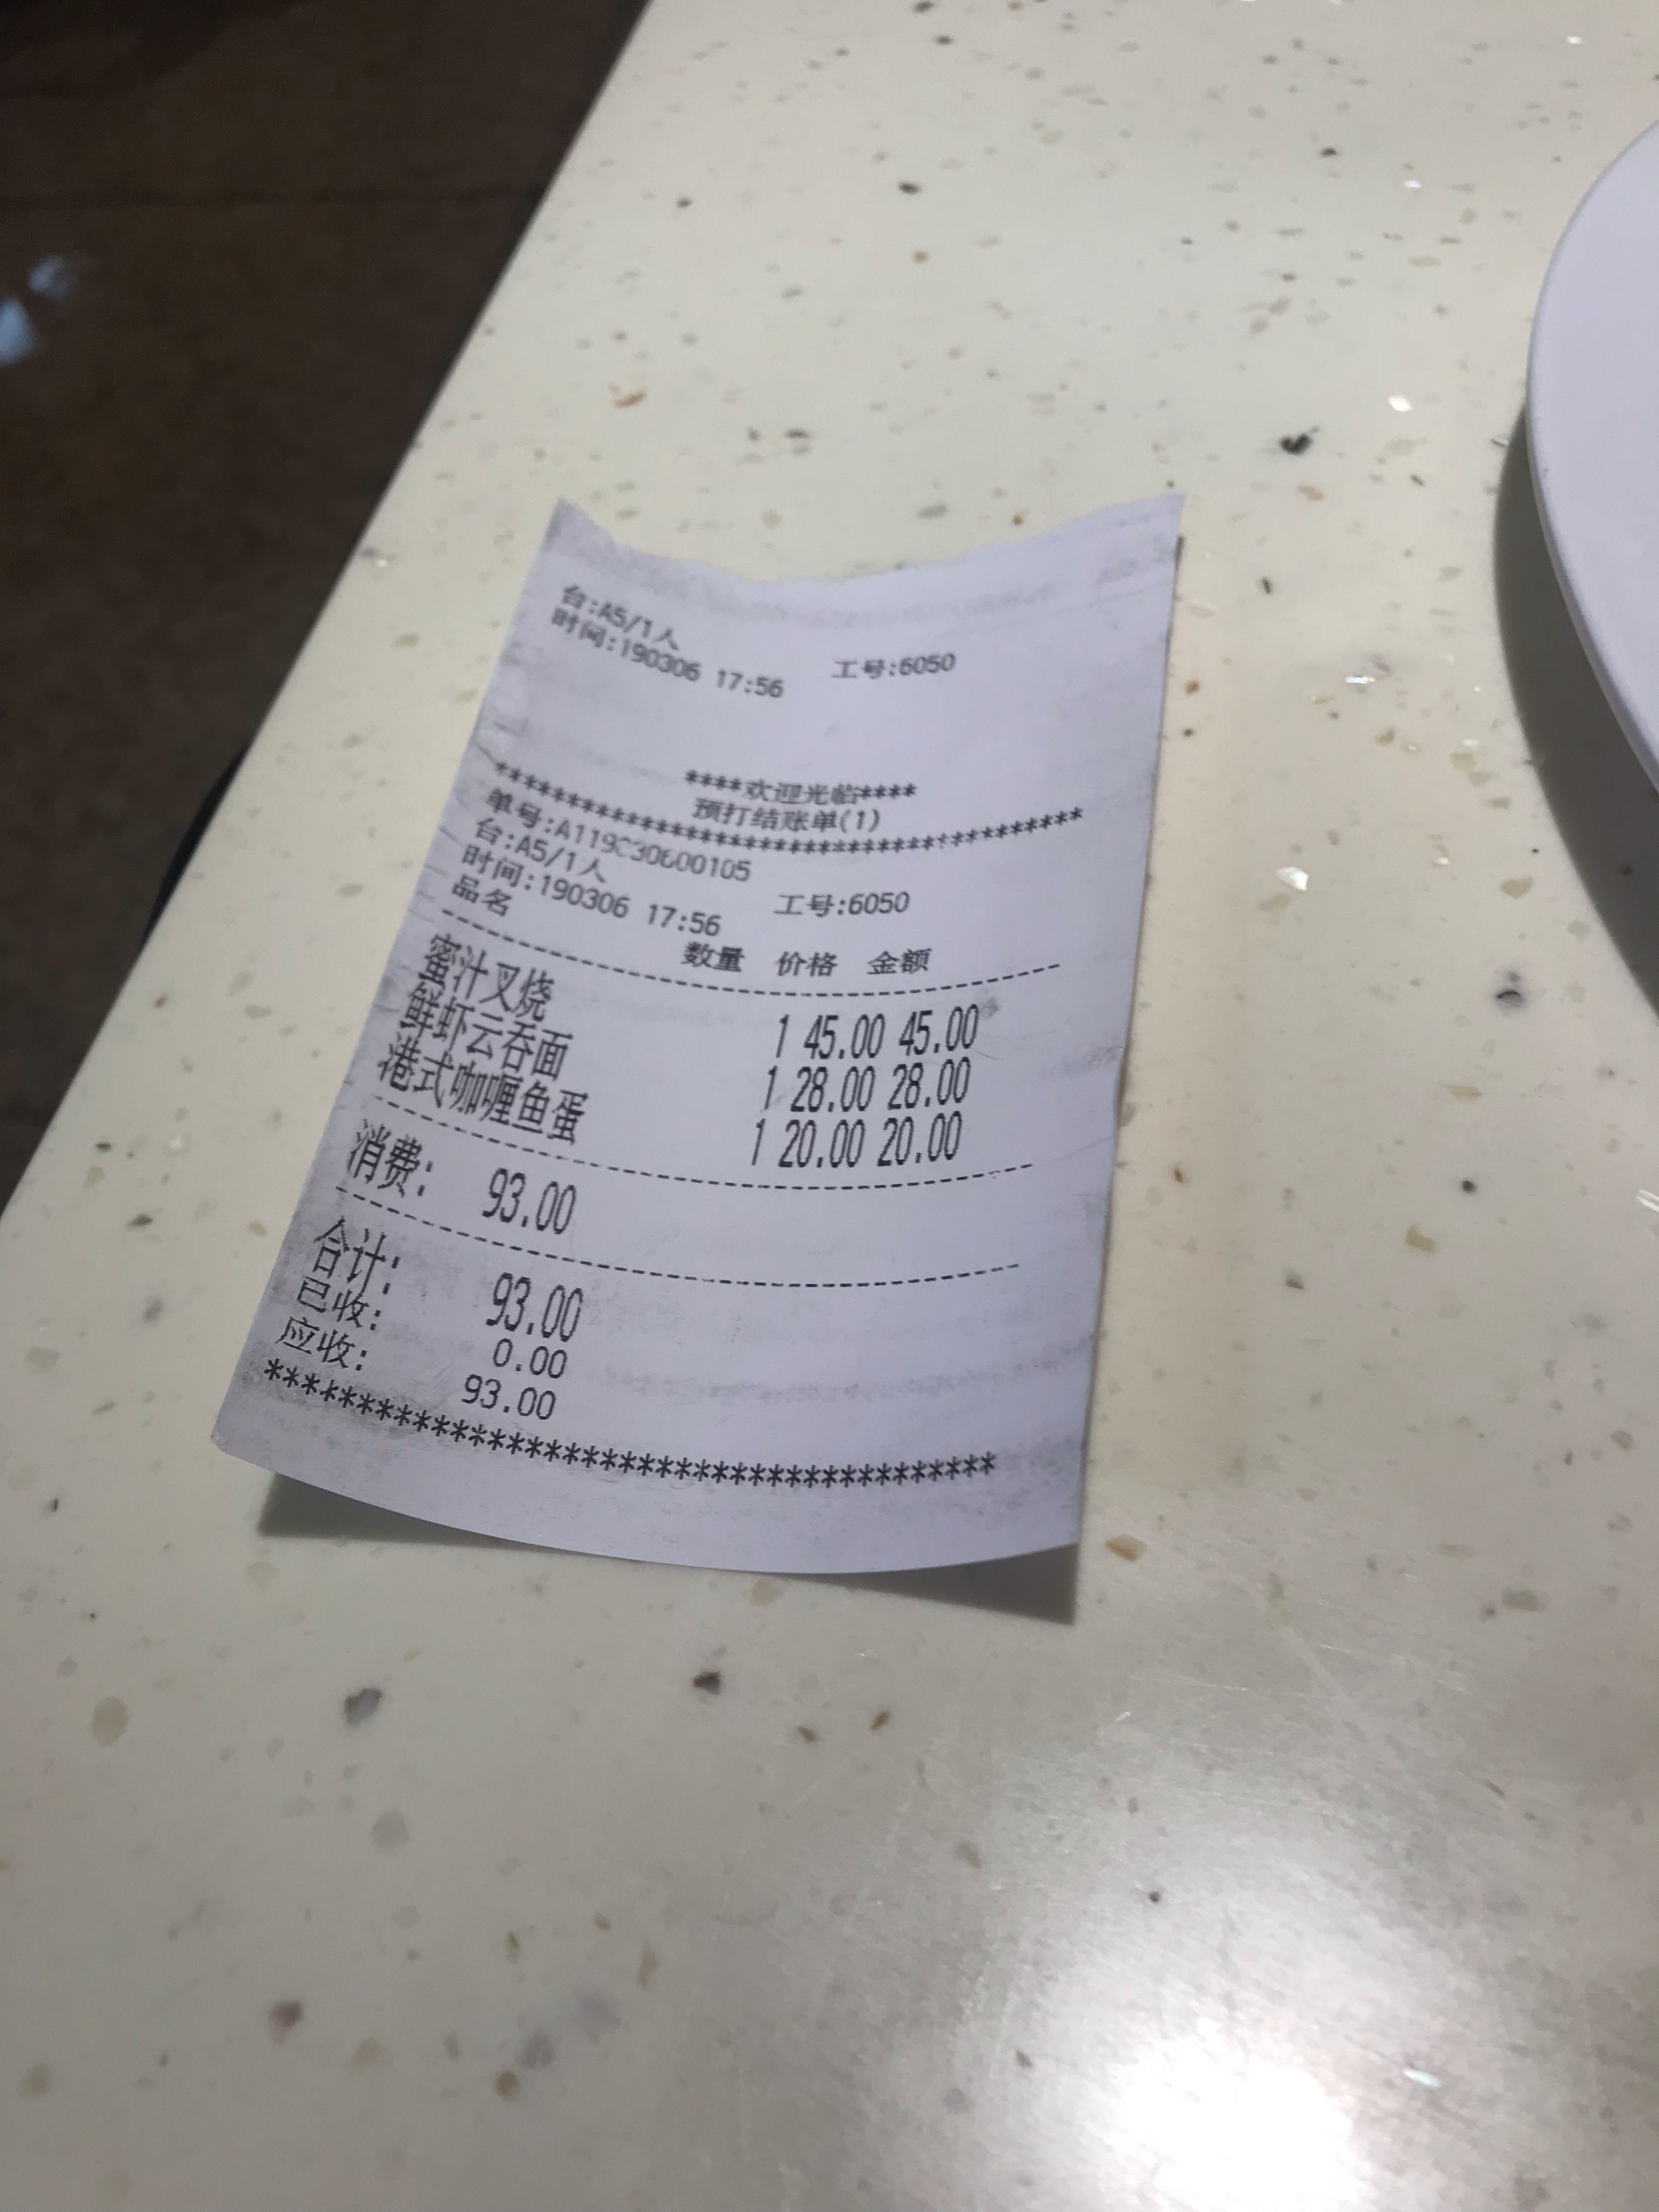 台:A5/1人
时间:190306 17:56 工号:6050
****欢迎光临****
预打结账单(1)
****************************************
单号:A119030600105
台:A5/1人
时间:190306 17:56 工号:6050
品名 数量 价格 金额
蜜汁叉烧 1 45.00 45.00
鲜虾云吞面 1 28.00 28.00
港式咖喱鱼蛋 1 20.00 20.00
消费: 93.00
合计: 93.00
已收: 0.00
应收: 93.00
****************************************